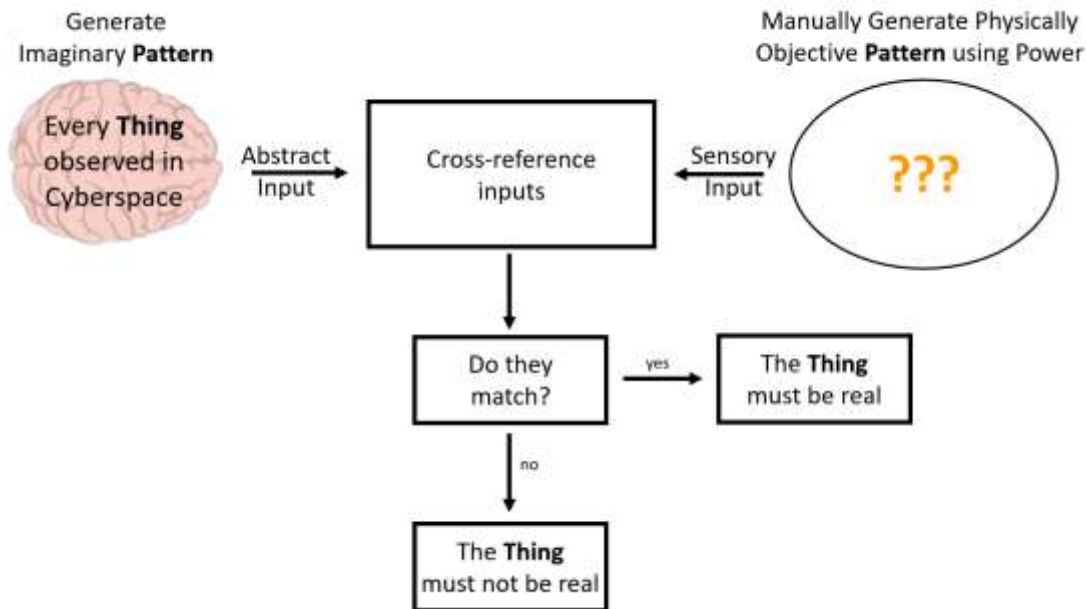 Generate
Imaginary Pattern
Every Thing
observed in
Cyberspace
Abstract
Input
Cross-reference
inputs
Sensory
Input
Manually Generate Physically
Objective Pattern using Power
???
Do they
match?
yes
The Thing
must be real
no
The Thing
must not be real